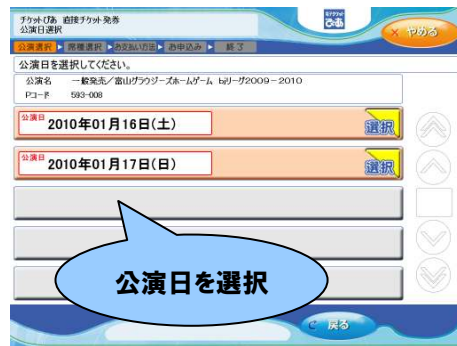 チケットぴあ 直接チケット発券
公演日選択
チケット
ぴあ
× やめる
公演選択 ▶ 席種選択 ▶ お支払い方法 ▶ お申込み ▶ 終了
公演日を選択してください。
公演名 一般発売／富山グラウジーズホームゲーム bjリーグ2009－2010
Pコード 593-008
公演日 2010年01月16日(土) 選択
公演日 2010年01月17日(日) 選択
公演日を選択
戻る